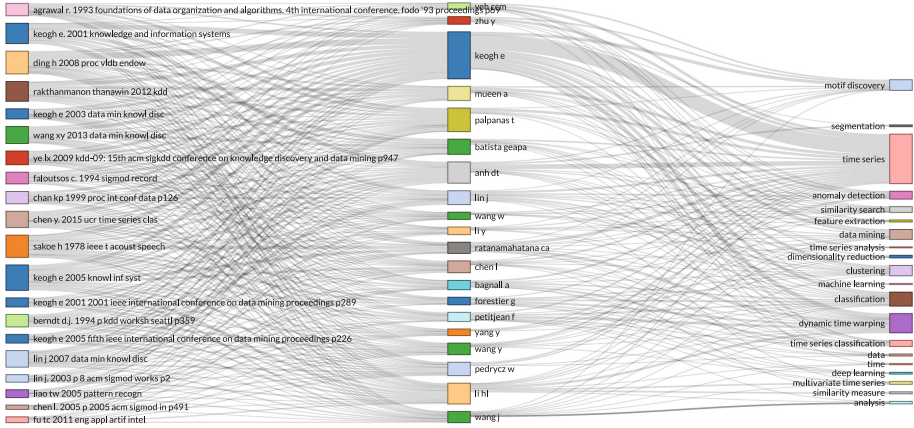 agrawal r. 1993 foundations of data organization and algorithms. 4th international conference. fodo '93 proceedings p69
keogh e. 2001 knowledge and information systems
ding h 2008 proc vldb endow
rakthanmanon thanawin 2012 kdd
keogh e 2003 data min knowl disc
wang xy 2013 data min knowl disc
ye lx 2009 kdd-09: 15th acm sigkdd conference on knowledge discovery and data mining p947
faloutsos c. 1994 sigmod record
chan kp 1999 proc int conf data p126
chen y. 2015 ucr time series clas
sakoe h 1978 ieee t acoust speech
keogh e 2005 knowl inf syst
keogh e 2001 2001 ieee international conference on data mining proceedings p289
berndt d.j. 1994 p kdd worksh seattl p359
keogh e 2005 fifth ieee international conference on data mining proceedings p226
lin j 2007 data min knowl disc
lin j. 2003 p 8 acm sigmod works p2
liao tw 2005 pattern recogn
chen l. 2005 p 2005 acm sigmod in p491
fu tc 2011 eng appl artif intel
yeh ccm
zhu y
keogh e
mueen a
palpanas t
batista geapa
anh dt
lin j
wang w
li y
ratanamahatana ca
chen l
bagnall a
forestier g
petitjean f
yang y
wang y
pedrycz w
li hl
wang j
motif discovery
segmentation
time series
anomaly detection
similarity search
feature extraction
data mining
time series analysis
dimensionality reduction
clustering
machine learning
classification
dynamic time warping
time series classification
data
time
deep learning
multivariate time series
similarity measure
analysis